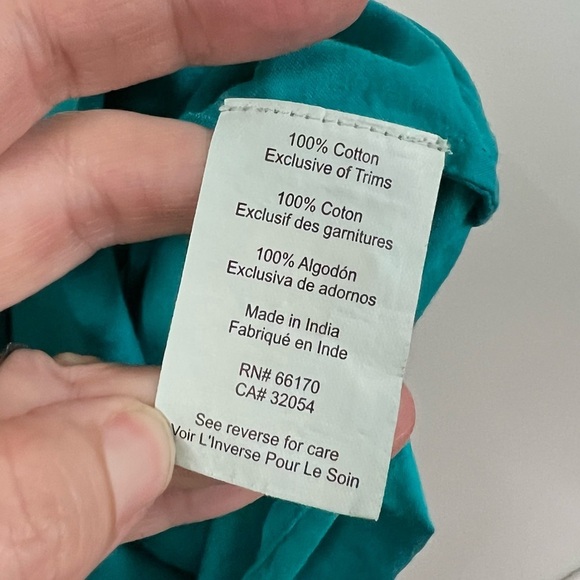 100% Cotton
Exclusive of Trims
100% Coton
Exclusif des garnitures
100% Algodón
Exclusiva de adornos
Made in India
Fabriqué en Inde
RN# 66170
CA# 32054
See reverse for care
Voir L'Inverse Pour Le Soin